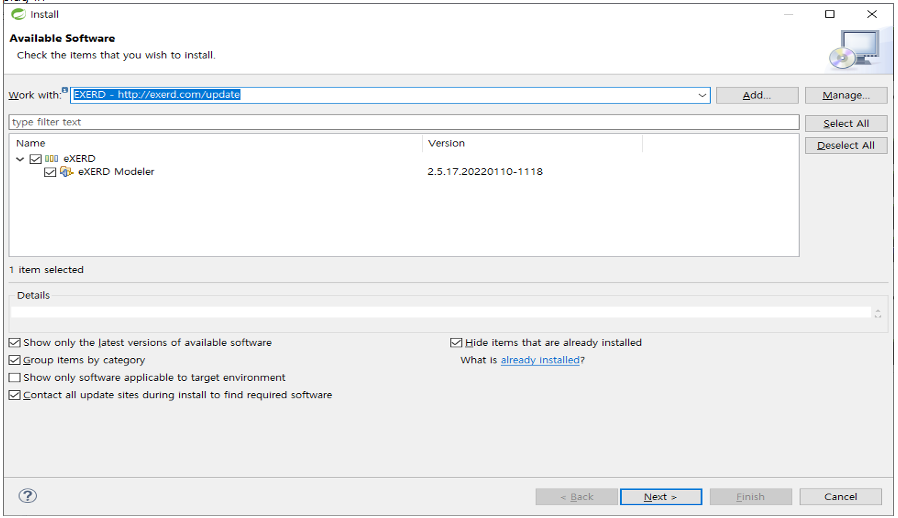 Install
Available Software
Check the items that you wish to install.
Work with: EXERD - http://exerd.com/update
Add...
Manage...
type filter text
Select All
Deselect All
Name Version
eXERD
eXERD Modeler 2.5.17.20220110-1118
1 item selected
Details
Show only the latest versions of available software
Hide items that are already installed
Group items by category
What is already installed?
Show only software applicable to target environment
Contact all update sites during install to find required software
?
< Back
Next >
Finish
Cancel